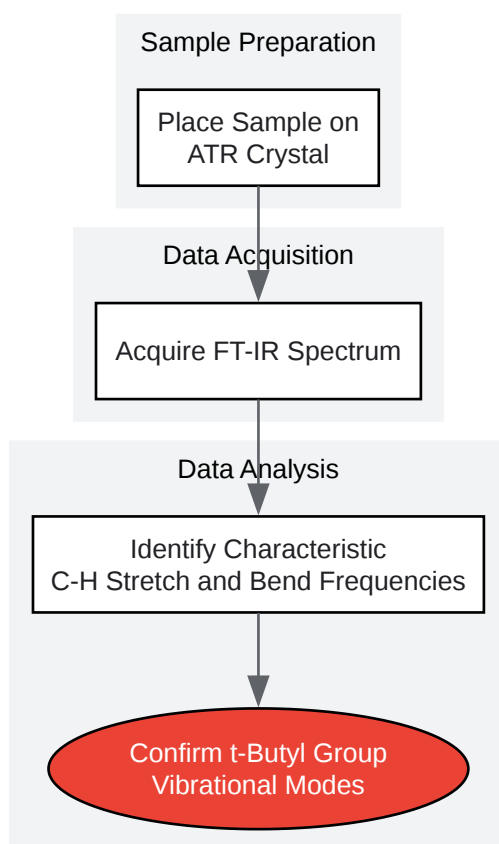 Sample Preparation
Place Sample on
ATR Crystal
Data Acquisition
Acquire FT-IR Spectrum
Data Analysis
Identify Characteristic
C-H Stretch and Bend Frequencies
Confirm t-Butyl Group
Vibrational Modes